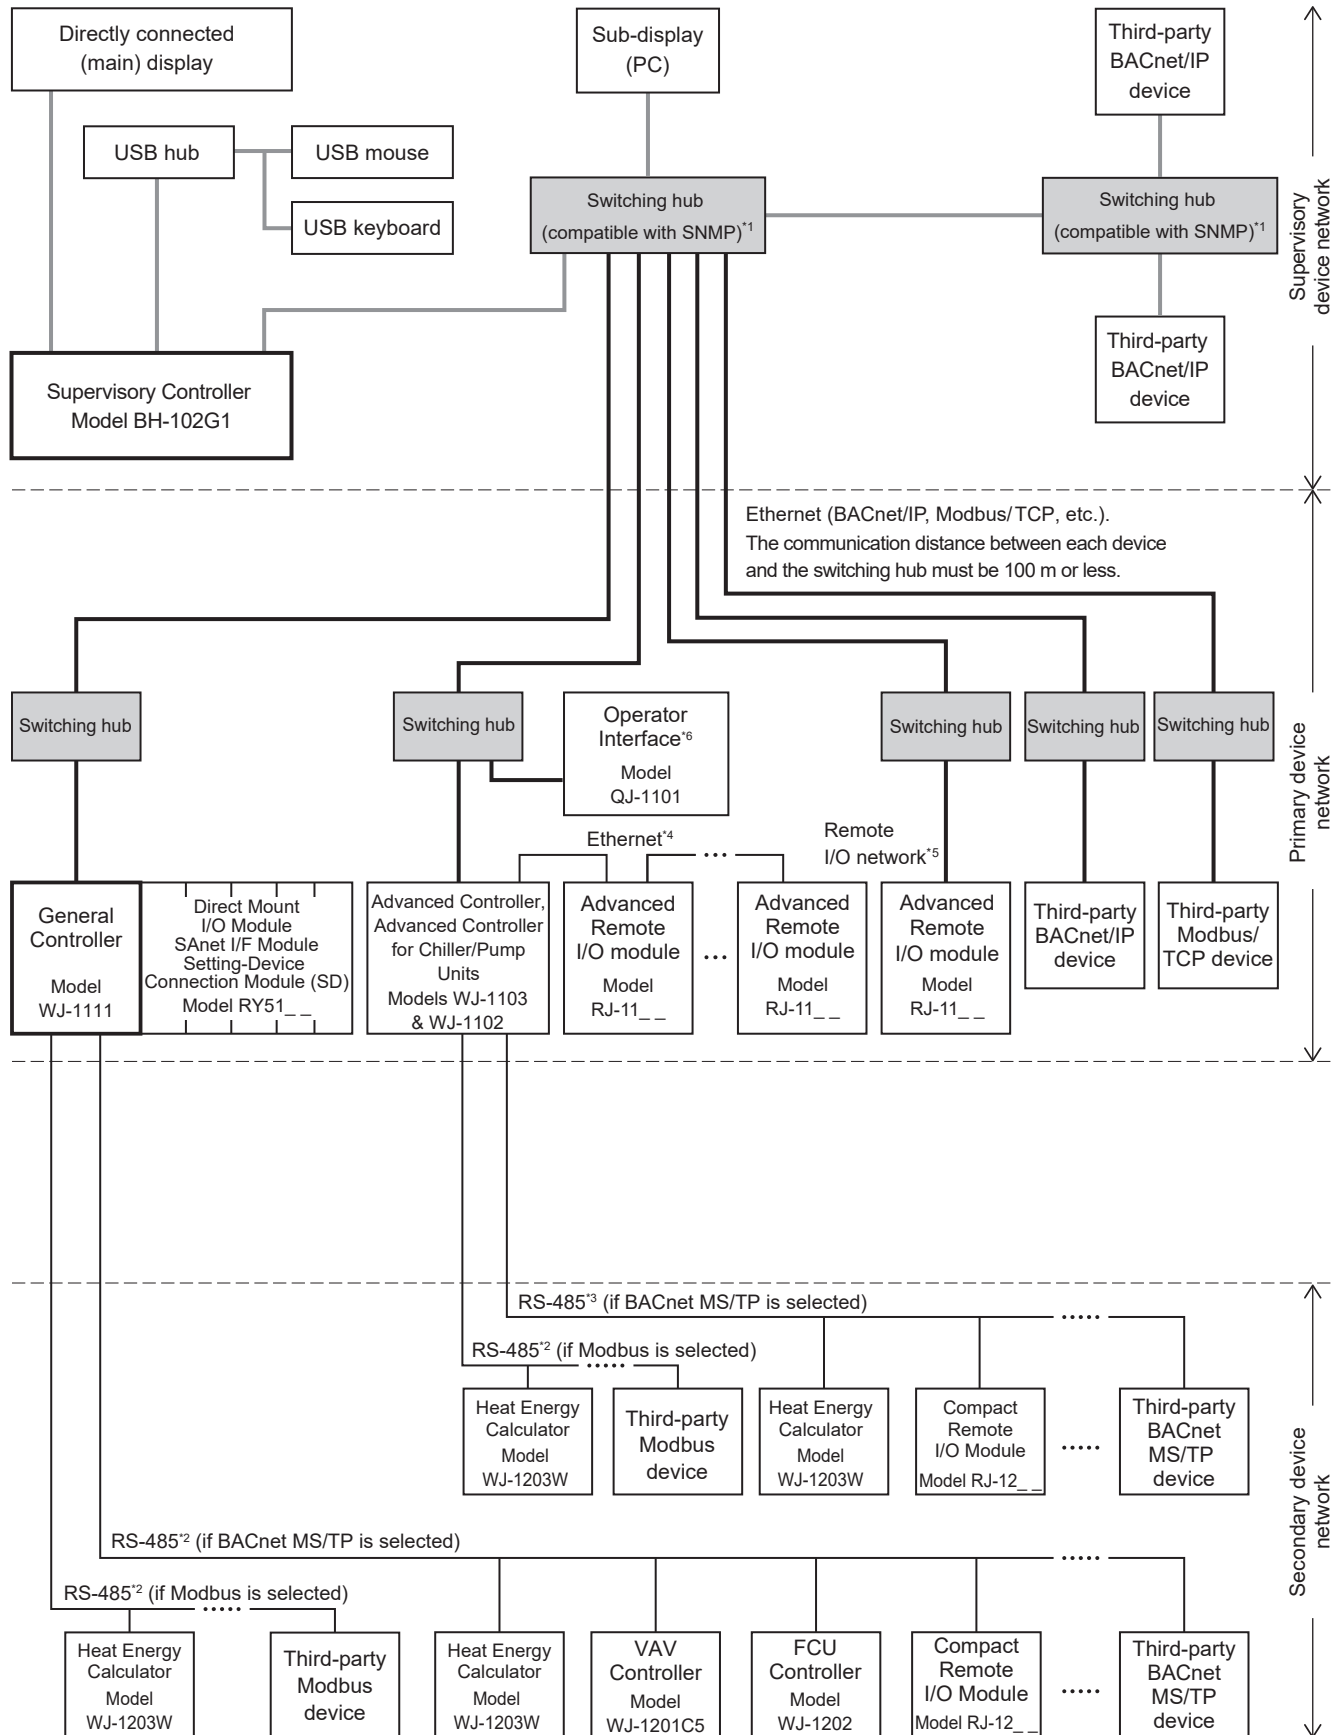 Directly connected
(main) display
Sub-display
(PC)
Third-party
BACnet/IP
device
USB hub
USB mouse
USB keyboard
Switching hub
(compatible with SNMP)*1
Switching hub
(compatible with SNMP)*1
Supervisory
device network
Third-party
BACnet/IP
device
Supervisory Controller
Model BH-102G1
Ethernet (BACnet/IP, Modbus/TCP, etc.).
The communication distance between each device
and the switching hub must be 100 m or less.
Switching hub
Switching hub
Operator
Interface*6
Model
QJ-1101
Switching hub
Switching hub
Switching hub
Primary device
network
Ethernet*4
Remote
I/O network*5
General
Controller
Model
WJ-1111
Direct Mount
I/O Module
SAnet I/F Module
Setting-Device
Connection Module (SD)
Model RY51_ _
Advanced Controller,
Advanced Controller
for Chiller/Pump
Units
Models WJ-1103
& WJ-1102
Advanced
Remote
I/O module
Model
RJ-11_ _
...
...
Advanced
Remote
I/O module
Model
RJ-11_ _
Advanced
Remote
I/O module
Model
RJ-11_ _
Third-party
BACnet/IP
device
Third-party
Modbus/
TCP device
RS-485*3 (if BACnet MS/TP is selected)
.....
RS-485*2 (if Modbus is selected)
.....
Heat Energy
Calculator
Model
WJ-1203W
Third-party
Modbus
device
Heat Energy
Calculator
Model
WJ-1203W
Compact
Remote
I/O Module
Model RJ-12_ _
.....
Third-party
BACnet
MS/TP
device
Secondary device
network
RS-485*2 (if BACnet MS/TP is selected)
.....
RS-485*2 (if Modbus is selected)
.....
Heat Energy
Calculator
Model
WJ-1203W
Third-party
Modbus
device
Heat Energy
Calculator
Model
WJ-1203W
VAV
Controller
Model
WJ-1201C5
FCU
Controller
Model
WJ-1202
Compact
Remote
I/O Module
Model RJ-12_ _
.....
Third-party
BACnet
MS/TP
device